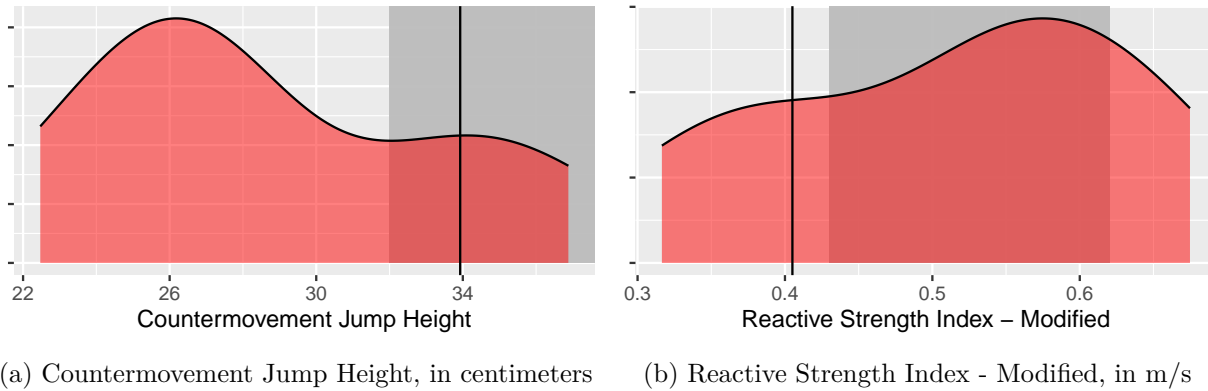 22 26 30 34
Countermovement Jump Height
0.3 0.4 0.5 0.6
Reactive Strength Index − Modified
(a) Countermovement Jump Height, in centimeters
(b) Reactive Strength Index - Modified, in m/s